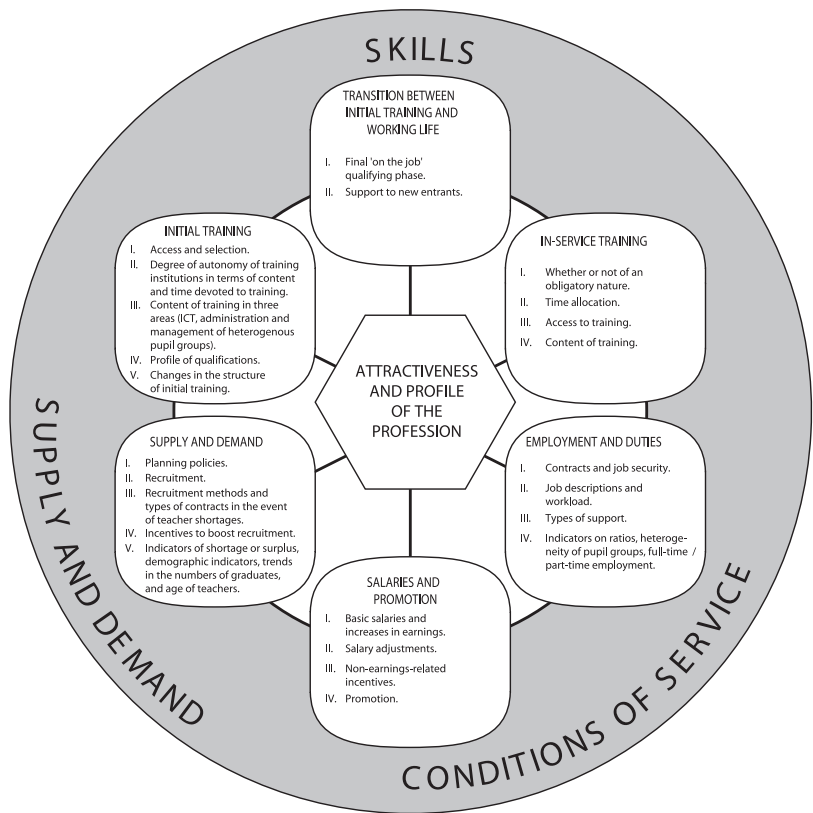 SKILLS
TRANSITION BETWEEN
INITIAL TRAINING AND
WORKING LIFE
I. Final 'on the job'
qualifying phase.
II. Support to new entrants.
INITIAL TRAINING
I. Access and selection.
II. Degree of autonomy of training
institutions in terms of content
and time devoted to training.
III. Content of training in three
areas (ICT, administration and
management of heterogenous
pupil groups).
IV. Profile of qualifications.
V. Changes in the structure
of initial training.
IN-SERVICE TRAINING
I. Whether or not of an
obligatory nature.
II. Time allocation.
III. Access to training.
IV. Content of training.
ATTRACTIVENESS
AND PROFILE
OF THE
PROFESSION
SUPPLY AND DEMAND
I. Planning policies.
II. Recruitment.
III. Recruitment methods and
types of contracts in the event
of teacher shortages.
IV. Incentives to boost recruitment.
V. Indicators of shortage or surplus,
demographic indicators, trends
in the numbers of graduates,
and age of teachers.
EMPLOYMENT AND DUTIES
I. Contracts and job security.
II. Job descriptions and
workload.
III. Types of support.
IV. Indicators on ratios, heteroge-
neity of pupil groups, full-time /
part-time employment.
SALARIES AND
PROMOTION
I. Basic salaries and
increases in earnings.
II. Salary adjustments.
III. Non-earnings-related
incentives.
IV. Promotion.
SUPPLY AND DEMAND
CONDITIONS OF SERVICE